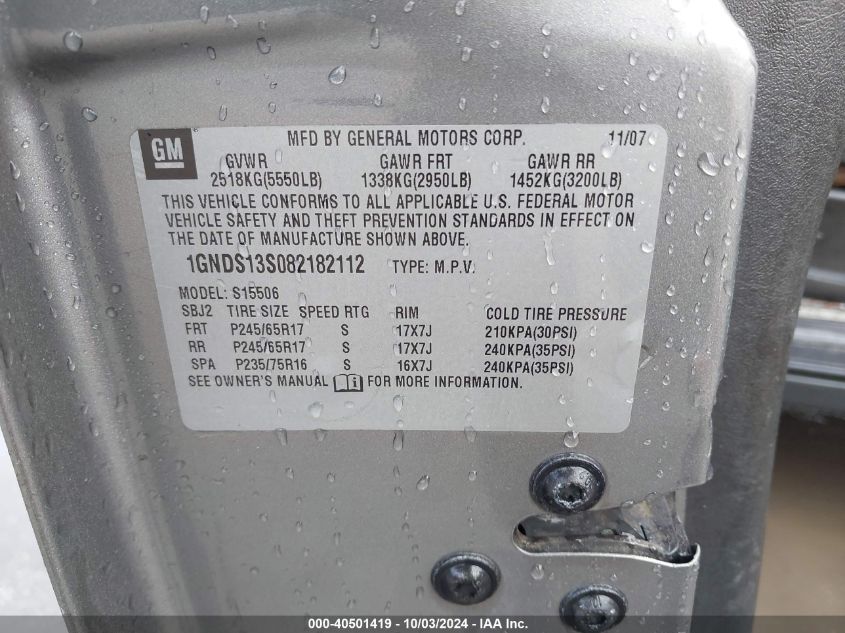 GM
MFD BY GENERAL MOTORS CORP. 11/07
GVWR GAWR FRT GAWR RR
2518KG(5550LB) 1338KG(2950LB) 1452KG(3200LB)
THIS VEHICLE CONFORMS TO ALL APPLICABLE U.S. FEDERAL MOTOR
VEHICLE SAFETY AND THEFT PREVENTION STANDARDS IN EFFECT ON
THE DATE OF MANUFACTURE SHOWN ABOVE.
1GNDS13S082182112 TYPE: M.P.V.
MODEL: S15506
SBJ2 TIRE SIZE SPEED RTG RIM COLD TIRE PRESSURE
FRT P245/65R17 S 17X7J 210KPA(30PSI)
RR P245/65R17 S 17X7J 240KPA(35PSI)
SPA P235/75R16 S 16X7J 240KPA(35PSI)
SEE OWNER'S MANUAL FOR MORE INFORMATION.
000-40501419 - 10/03/2024 - IAA, Inc.